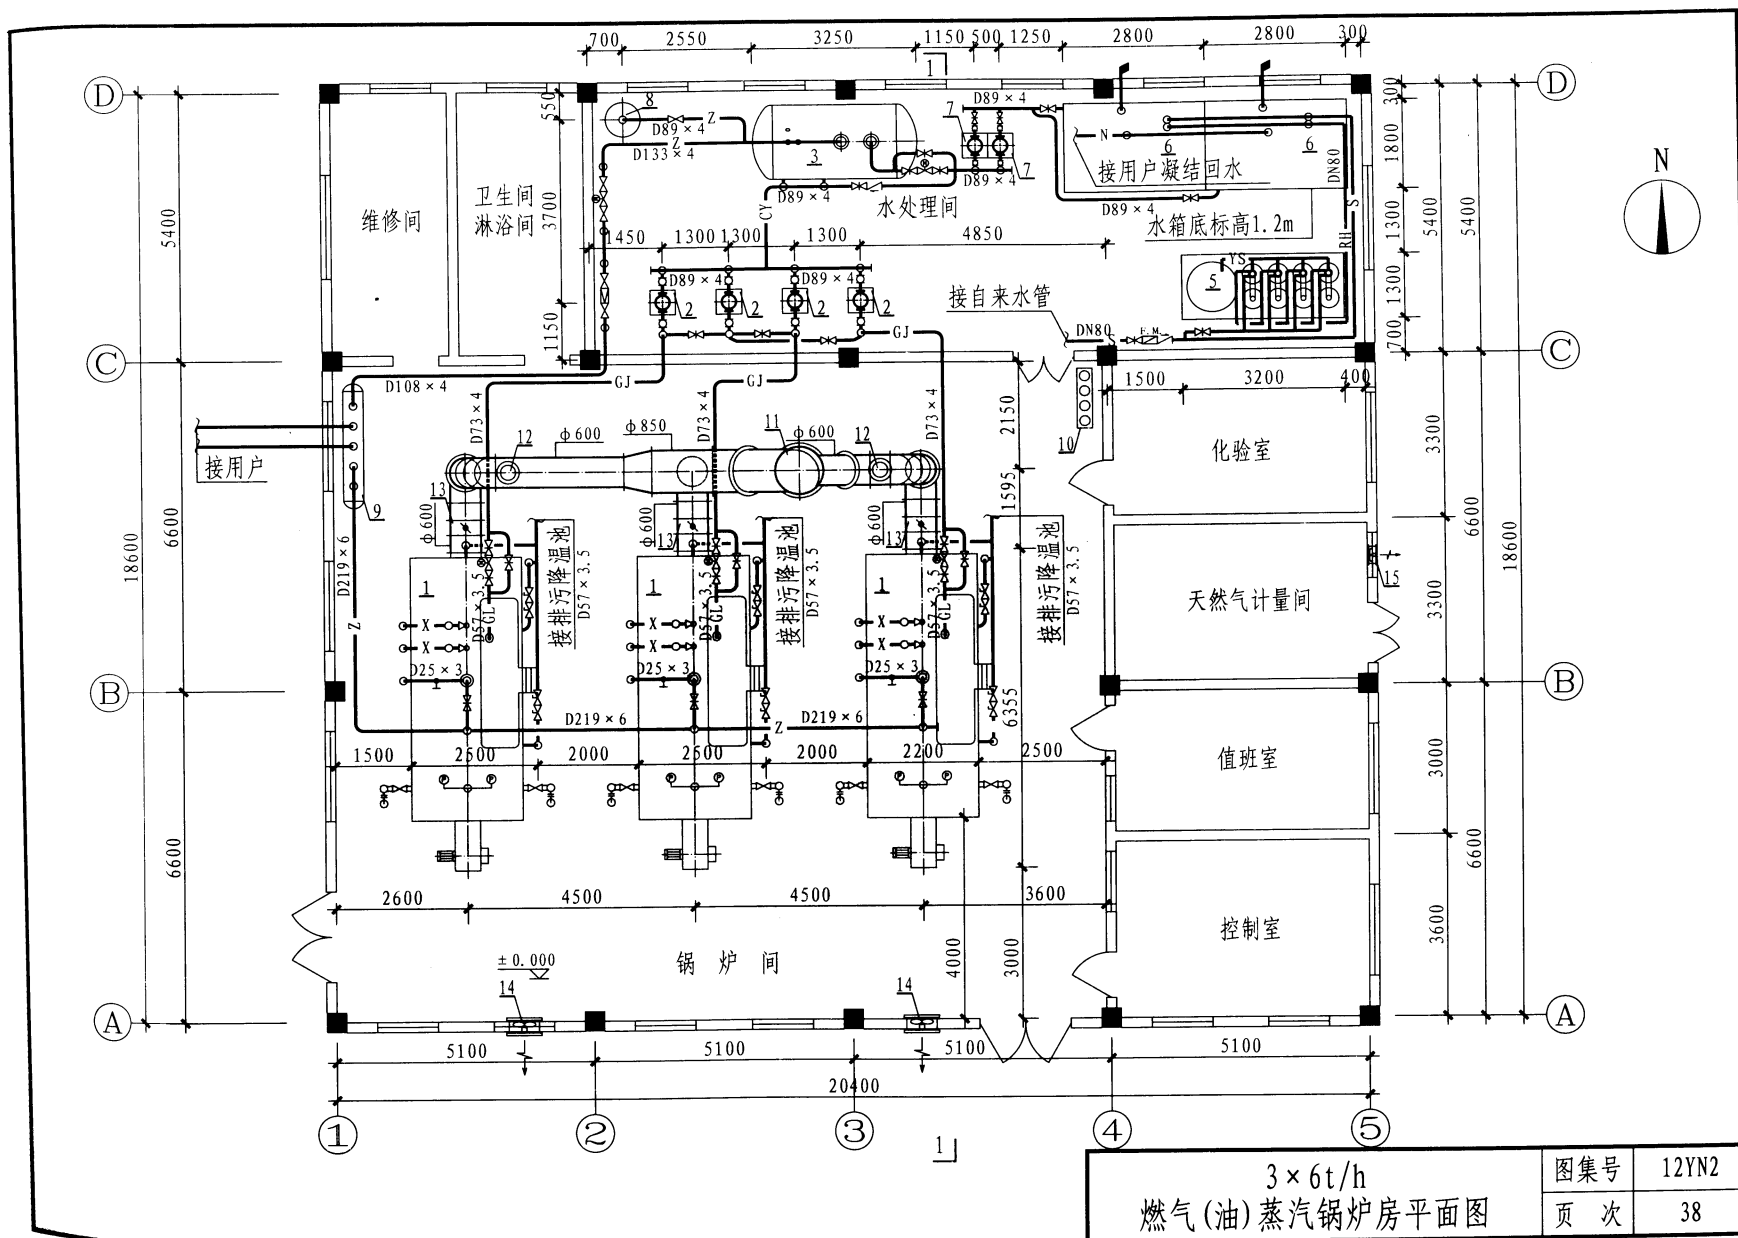 700 2550 3250 1150 500 1250 2800 2800 300
1
D D
550 8 D89×4 Z 7 D89×4 300
Z
D133×4 3 N 6 6 1800
7 接用户凝结回水 DN80
D89×4 D89×4 D89×4
卫生间
维修间 淋浴间 3700 CY 水处理间 S
水箱底标高1.2m 1300
N
5400 1450 1300 1300 1300 4850 RH 5400 5400
D89×4 D89×4 YS
2 2 2 2 5 1300
接自来水管
1150 GJ DN80 F.M. 700
S
C C
D108×4 GJ GJ 1500 3200 400
D73×4 D73×4 D73×4 2150
12 φ600 φ850 11 φ600 12 10 化验室 3300
接用户
13 9 1595
φ600 φ600 13 φ600 13
18600 6600 D219×6 接排污降温池 D57×3.5 接排污降温池 D57×3.5 接排污降温池 D57×3.5 6600 18600
1 1 1 15
D57×3.5 D57×3.5 D57×3.5
GL GL GL 天然气计量间 3300
Z X X X
X X X
D25×3 D25×3 D25×3
B B
6355
D219×6 Z D219×6
值班室 3000
1500 2500 2000 2500 2000 2200 2500
P P P P P P
6600 6600
2600 4500 4500 3600
控制室 3600
4000 3000
锅炉间
±0.000
14 14
A A
5100 5100 5100 5100
20400
1 2 3 4 5
1
3×6t/h
燃气(油)蒸汽锅炉房平面图
图集号 12YN2
页次 38